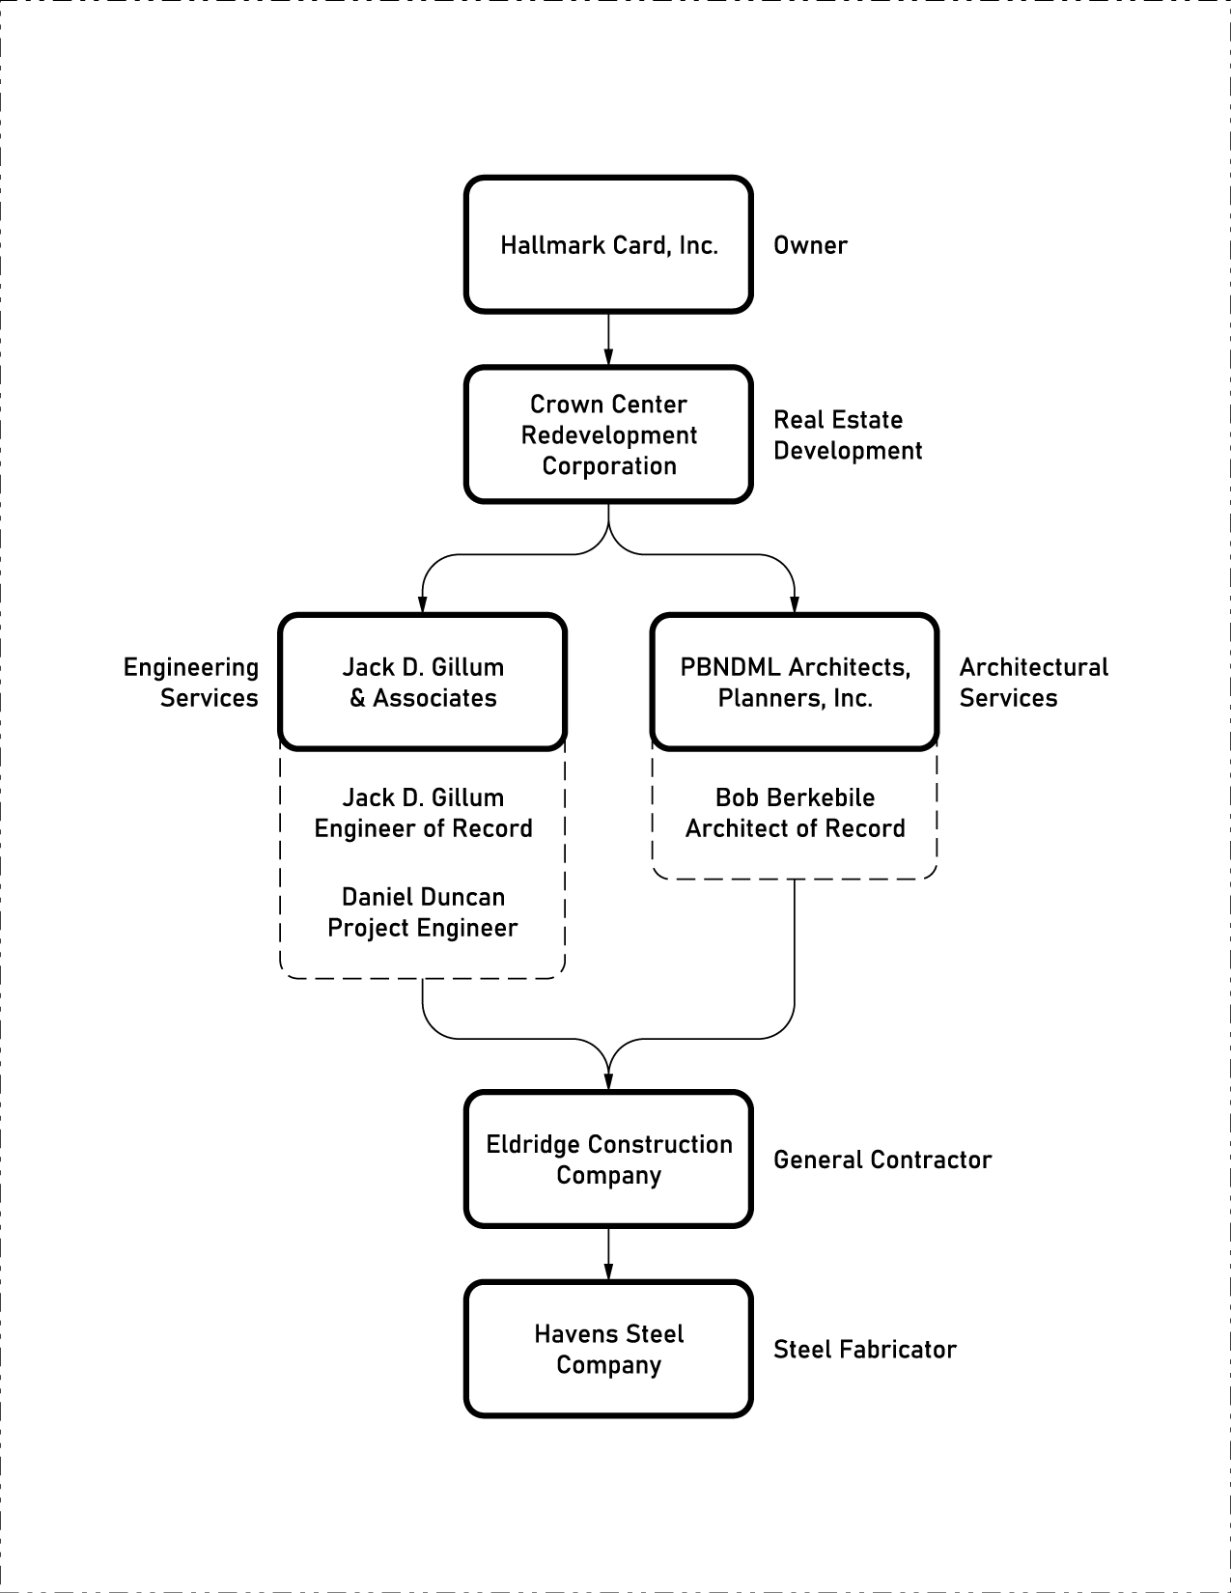 Hallmark Card, Inc.
Owner
Crown Center
Redevelopment
Corporation
Real Estate
Development
Engineering
Services
Jack D. Gillum
& Associates
PBNDML Architects,
Planners, Inc.
Architectural
Services
Jack D. Gillum
Engineer of Record
Daniel Duncan
Project Engineer
Bob Berkebile
Architect of Record
Eldridge Construction
Company
General Contractor
Havens Steel
Company
Steel Fabricator